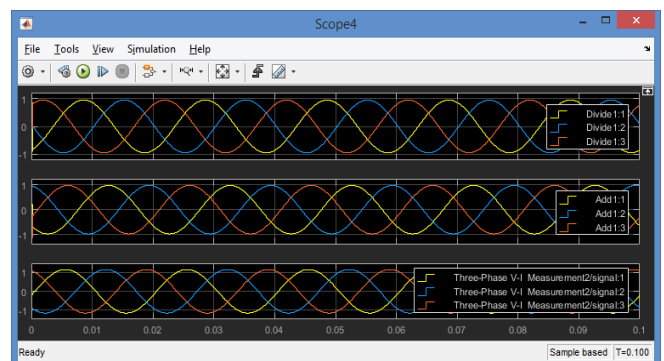 Scope4
File Tools View Simulation Help
1
0
-1
Divide1:1
Divide1:2
Divide1:3
1
0
-1
Add1:1
Add1:2
Add1:3
1
0
-1
Three-Phase V-I Measurement2/signal:1
Three-Phase V-I Measurement2/signal:2
Three-Phase V-I Measurement2/signal:3
0 0.01 0.02 0.03 0.04 0.05 0.06 0.07 0.08 0.09 0.1
Ready Sample based T=0.100